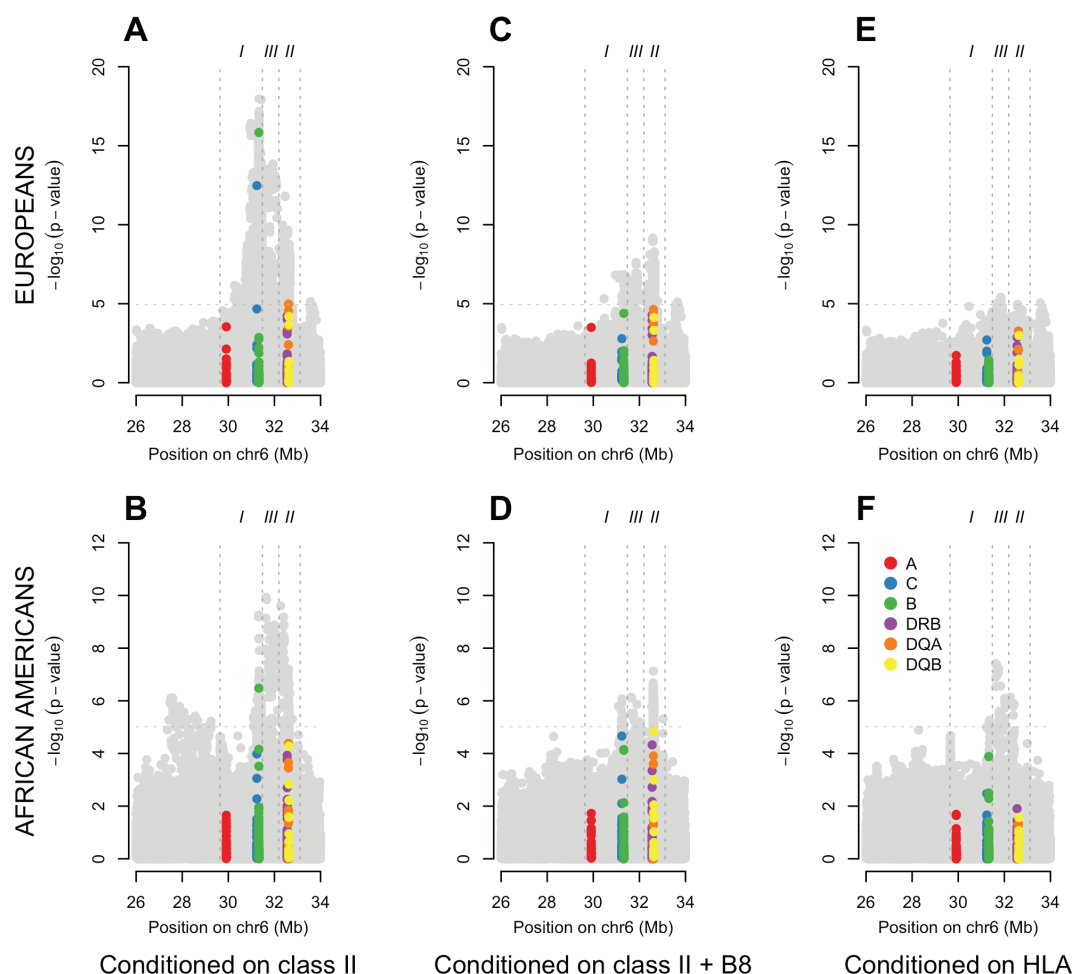 A
C
E
I III II
I III II
I III II
EUROPEANS
−log10 (p − value)
20
15
10
5
0
26 28 30 32 34
Position on chr6 (Mb)
−log10 (p − value)
20
15
10
5
0
26 28 30 32 34
Position on chr6 (Mb)
−log10 (p − value)
20
15
10
5
0
26 28 30 32 34
Position on chr6 (Mb)
B
D
F
I III II
I III II
I III II
AFRICAN AMERICANS
−log10 (p − value)
12
10
8
6
4
2
0
26 28 30 32 34
Position on chr6 (Mb)
−log10 (p − value)
12
10
8
6
4
2
0
26 28 30 32 34
Position on chr6 (Mb)
−log10 (p − value)
12
10
8
6
4
2
0
A
C
B
DRB
DQA
DQB
26 28 30 32 34
Position on chr6 (Mb)
Conditioned on class II
Conditioned on class II + B8
Conditioned on HLA